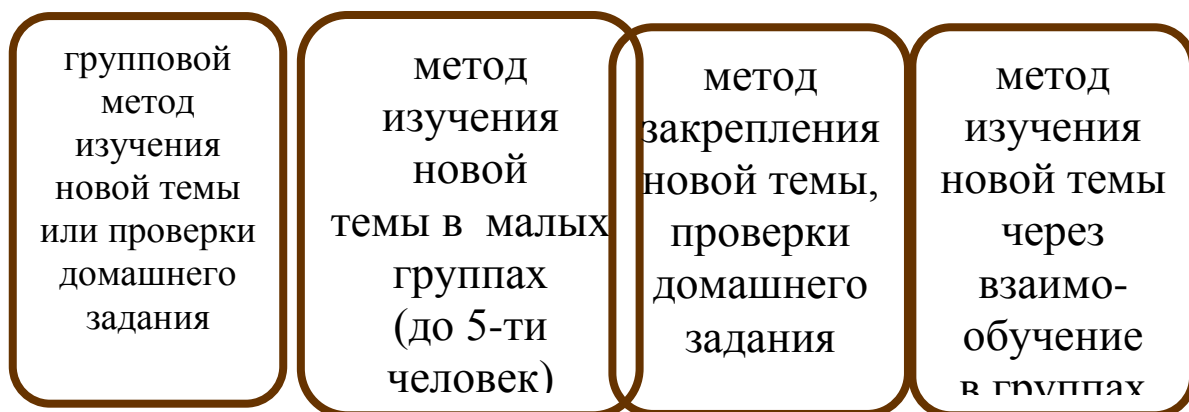 групповой
метод
изучения
новой темы
или проверки
домашнего
задания
метод
изучения
новой
темы в малых
группах
(до 5-ти
человек)
метод
закрепления
новой темы,
проверки
домашнего
задания
метод
изучения
новой темы
через
взаимо-
обучение
в группах